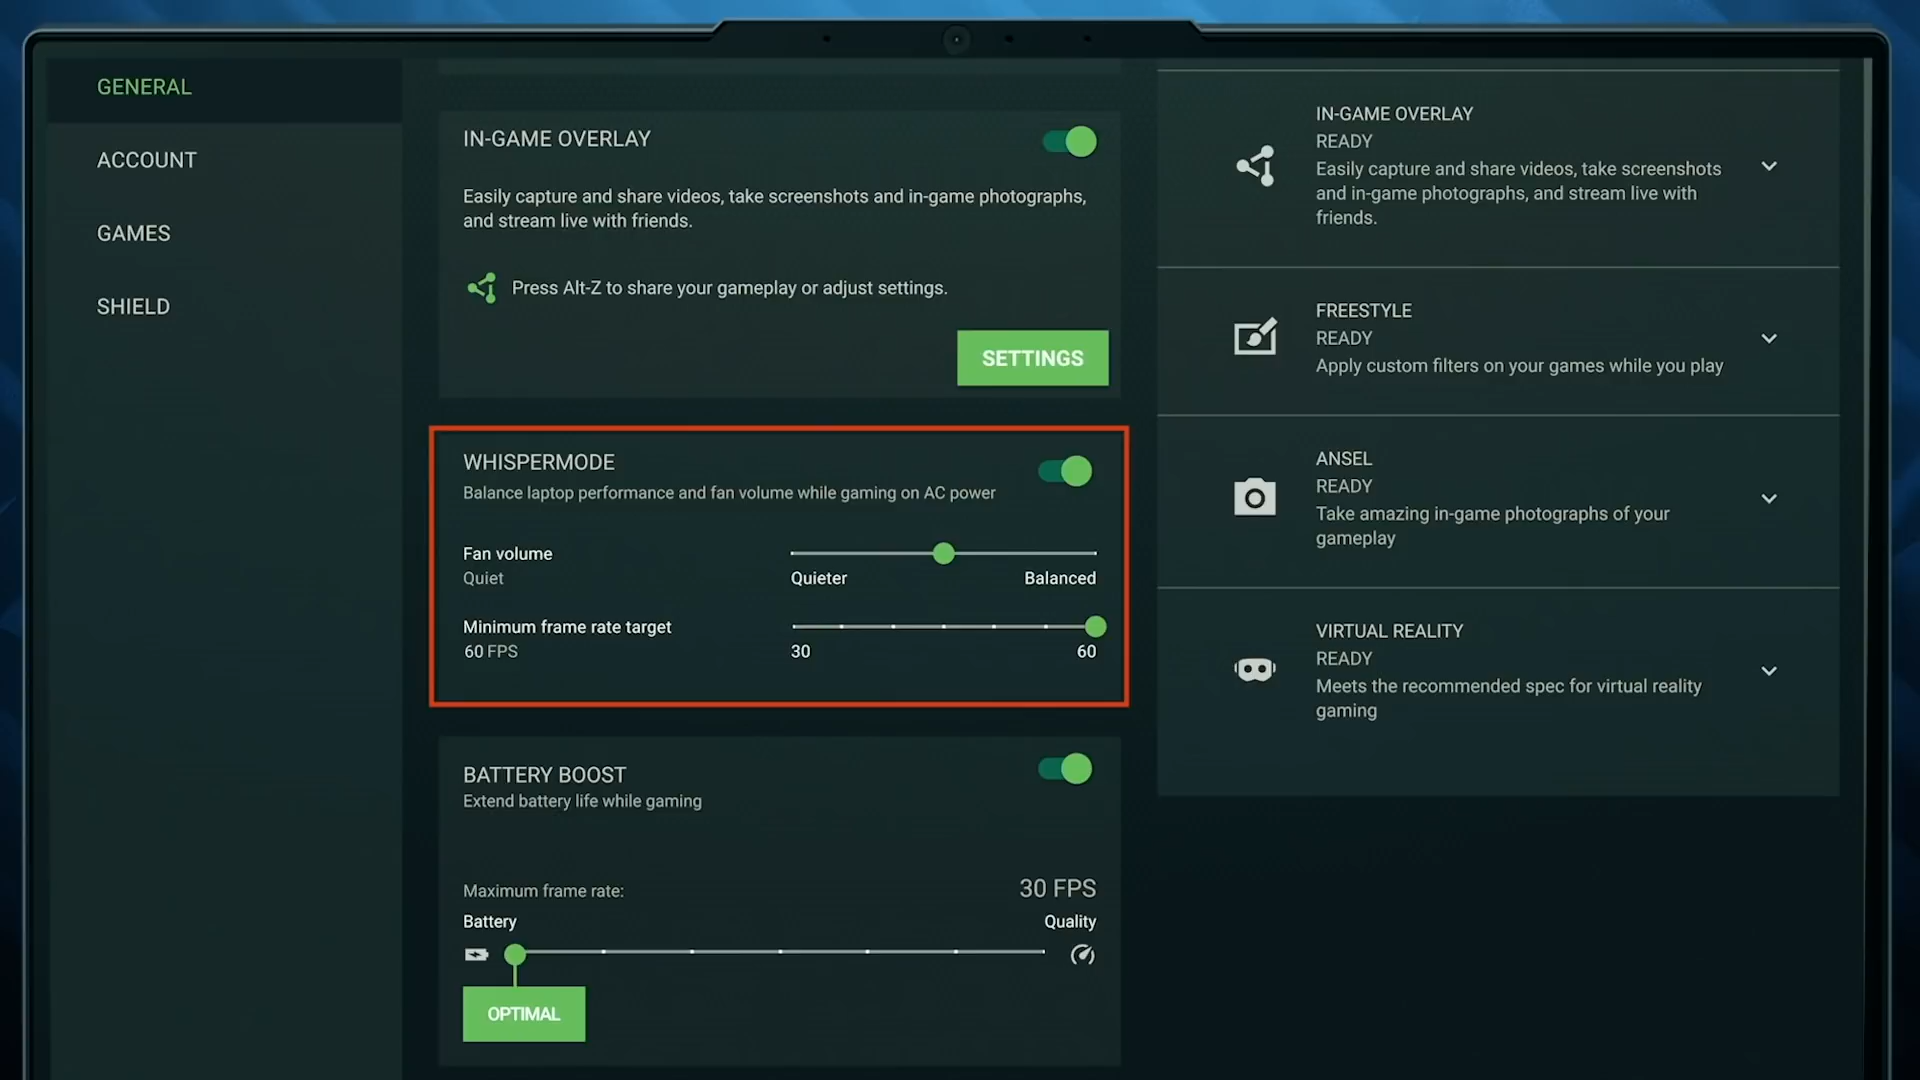 GENERAL
ACCOUNT
GAMES
SHIELD
IN-GAME OVERLAY
Easily capture and share videos, take screenshots and in-game photographs,
and stream live with friends.
Press Alt-Z to share your gameplay or adjust settings.
SETTINGS
WHISPERMODE
Balance laptop performance and fan volume while gaming on AC power
Fan volume
Quiet
Quieter
Balanced
Minimum frame rate target
60 FPS
30
60
BATTERY BOOST
Extend battery life while gaming
Maximum frame rate:
30 FPS
Battery
Quality
OPTIMAL
IN-GAME OVERLAY
READY
Easily capture and share videos, take screenshots
and in-game photographs, and stream live with
friends.
FREESTYLE
READY
Apply custom filters on your games while you play
ANSEL
READY
Take amazing in-game photographs of your
gameplay
VIRTUAL REALITY
READY
Meets the recommended spec for virtual reality
gaming